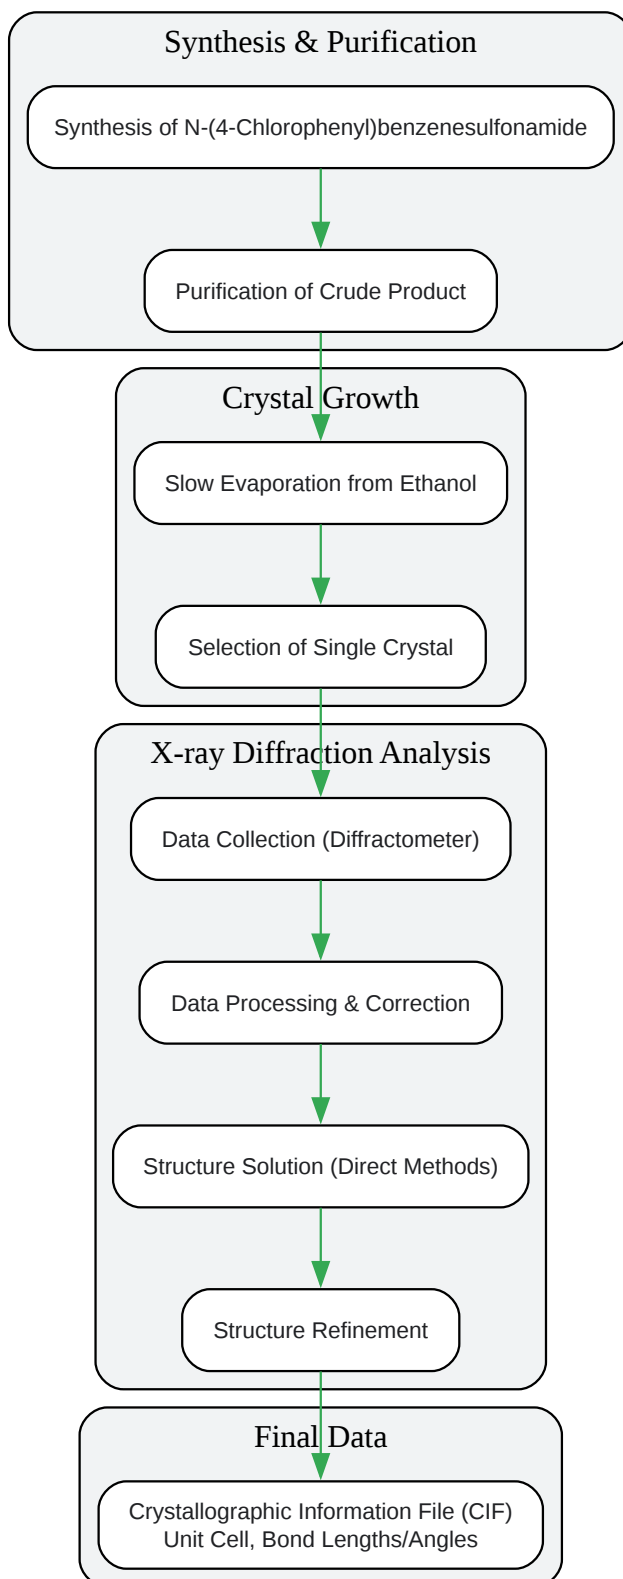 Synthesis & Purification
Synthesis of N-(4-Chlorophenyl)benzenesulfonamide
Purification of Crude Product
Crystal Growth
Slow Evaporation from Ethanol
Selection of Single Crystal
X-ray Diffraction Analysis
Data Collection (Diffractometer)
Data Processing & Correction
Structure Solution (Direct Methods)
Structure Refinement
Final Data
Crystallographic Information File (CIF)
Unit Cell, Bond Lengths/Angles